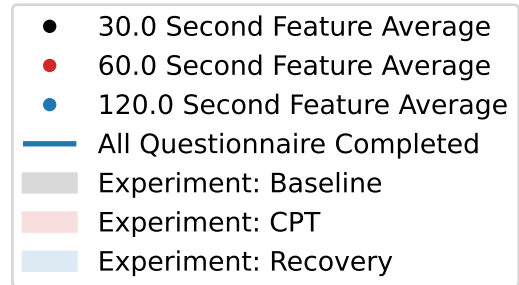 30.0 Second Feature Average
60.0 Second Feature Average
120.0 Second Feature Average
All Questionnaire Completed
Experiment: Baseline
Experiment: CPT
Experiment: Recovery